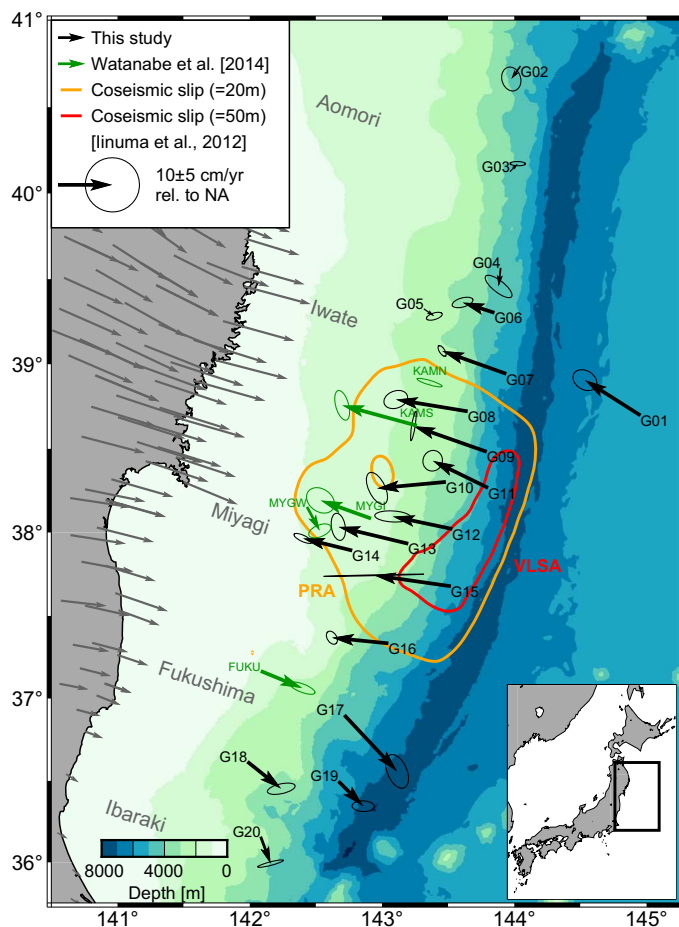 41°
40°
39°
38°
37°
36°
This study
Watanabe et al. [2014]
Coseismic slip (=20m)
Coseismic slip (=50m)
[Iinuma et al., 2012]
10±5 cm/yr
rel. to NA
Aomori
G02
G03
G04
Iwate
G05
G06
KAMN
G07
G08
KAMS
G01
G09
G10
G11
MYGW
MYGI
Miyagi
G12
G13
G14
VLSA
PRA
G15
G16
FUKU
Fukushima
G17
G18
G19
Ibaraki
G20
8000 4000 0
Depth [m]
141° 142° 143° 144° 145°